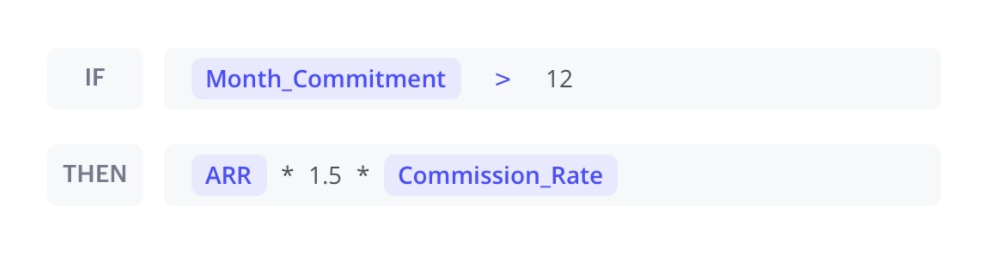 IF Month_Commitment > 12
THEN ARR * 1.5 * Commission_Rate